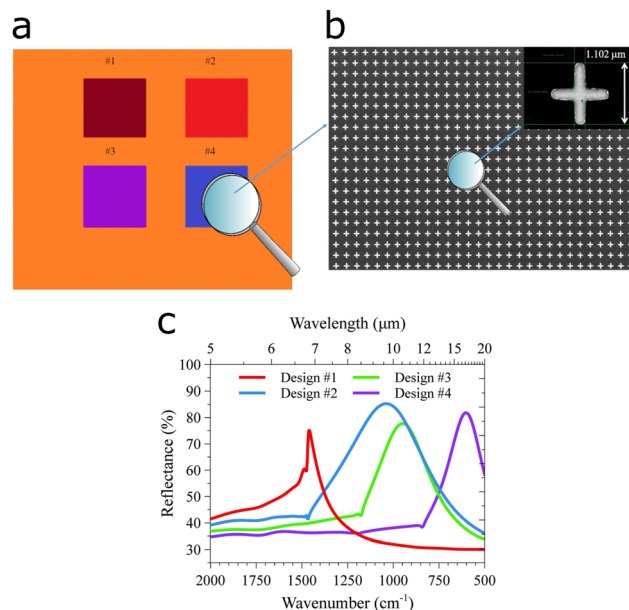 a
b
#1
#2
#3
#4
1.102 μm
c
Wavelength (μm)
5 6 7 8 9 10 12 14 20
100
90
80
70
60
50
40
30
Reflectance (%)
Design #1
Design #3
Design #2
Design #4
2000 1750 1500 1250 1000 750 500
Wavenumber (cm⁻¹)